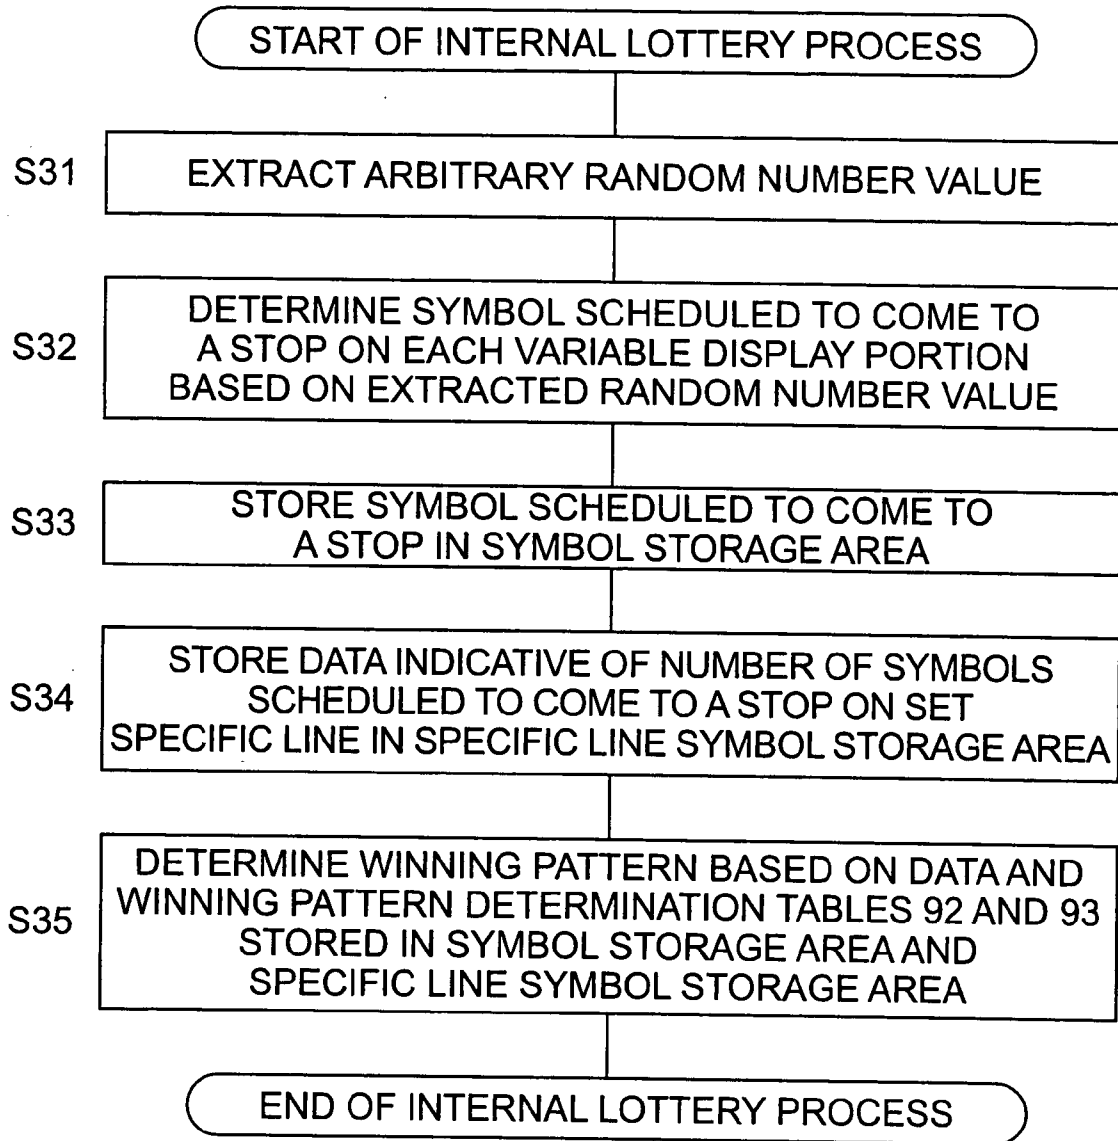 START OF INTERNAL LOTTERY PROCESS
S31
EXTRACT ARBITRARY RANDOM NUMBER VALUE
S32
DETERMINE SYMBOL SCHEDULED TO COME TO
A STOP ON EACH VARIABLE DISPLAY PORTION
BASED ON EXTRACTED RANDOM NUMBER VALUE
S33
STORE SYMBOL SCHEDULED TO COME TO
A STOP IN SYMBOL STORAGE AREA
S34
STORE DATA INDICATIVE OF NUMBER OF SYMBOLS
SCHEDULED TO COME TO A STOP ON SET
SPECIFIC LINE IN SPECIFIC LINE SYMBOL STORAGE AREA
S35
DETERMINE WINNING PATTERN BASED ON DATA AND
WINNING PATTERN DETERMINATION TABLES 92 AND 93
STORED IN SYMBOL STORAGE AREA AND
SPECIFIC LINE SYMBOL STORAGE AREA
END OF INTERNAL LOTTERY PROCESS